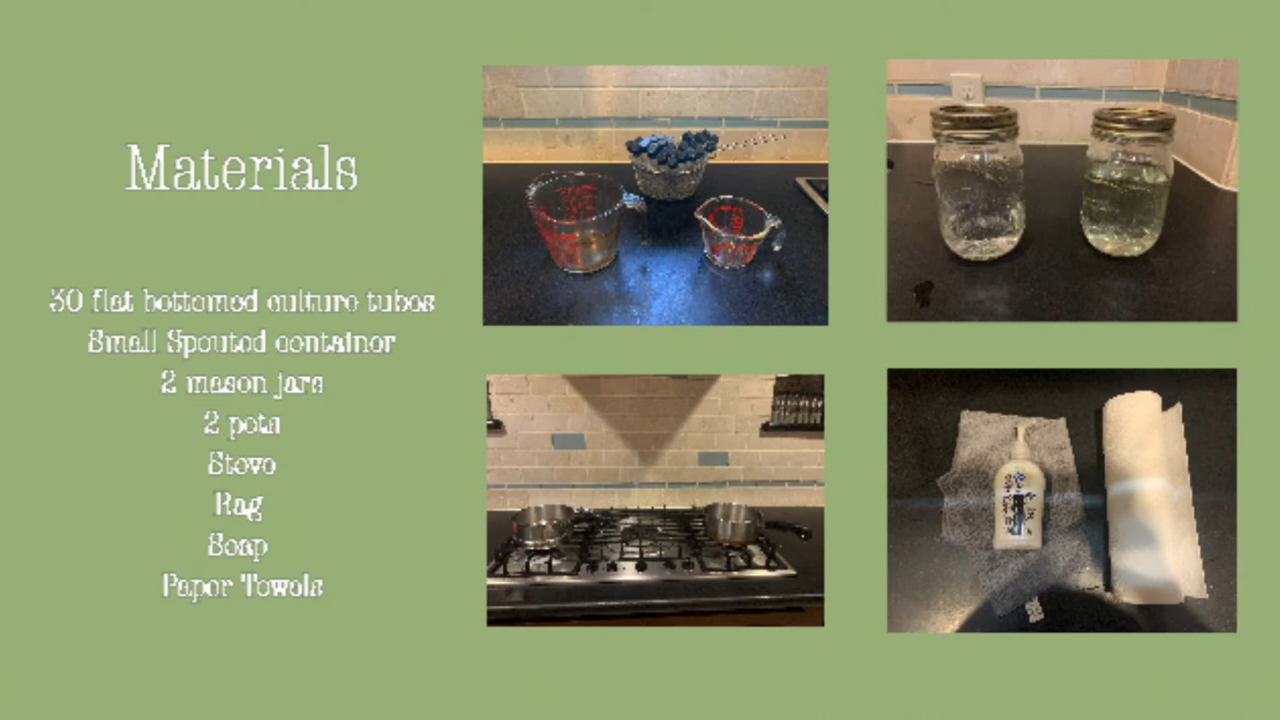 Materials
30 flat bottomed culture tubes
Small Spouted container
2 mason jars
2 pots
Stove
Rag
Soap
Paper Towels